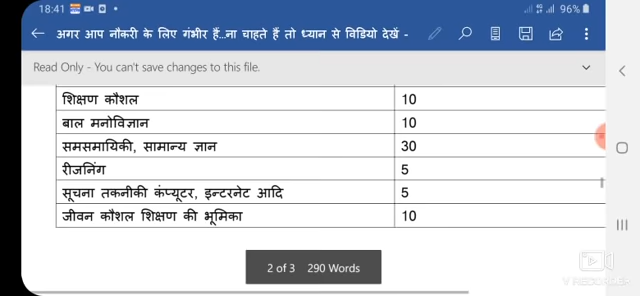 18:41 96%
अगर आप नौकरी के लिए गंभीर हैं...ना चाहते हैं तो ध्यान से विडियो देखें -
Read Only - You can't save changes to this file.
शिक्षण कौशल 10
बाल मनोविज्ञान 10
समसमायिकी, सामान्य ज्ञान 30
रीजनिंग 5
सूचना तकनीकी कंप्यूटर, इन्टरनेट आदि 5
जीवन कौशल शिक्षण की भूमिका 10
2 of 3 290 Words
V RECORDER